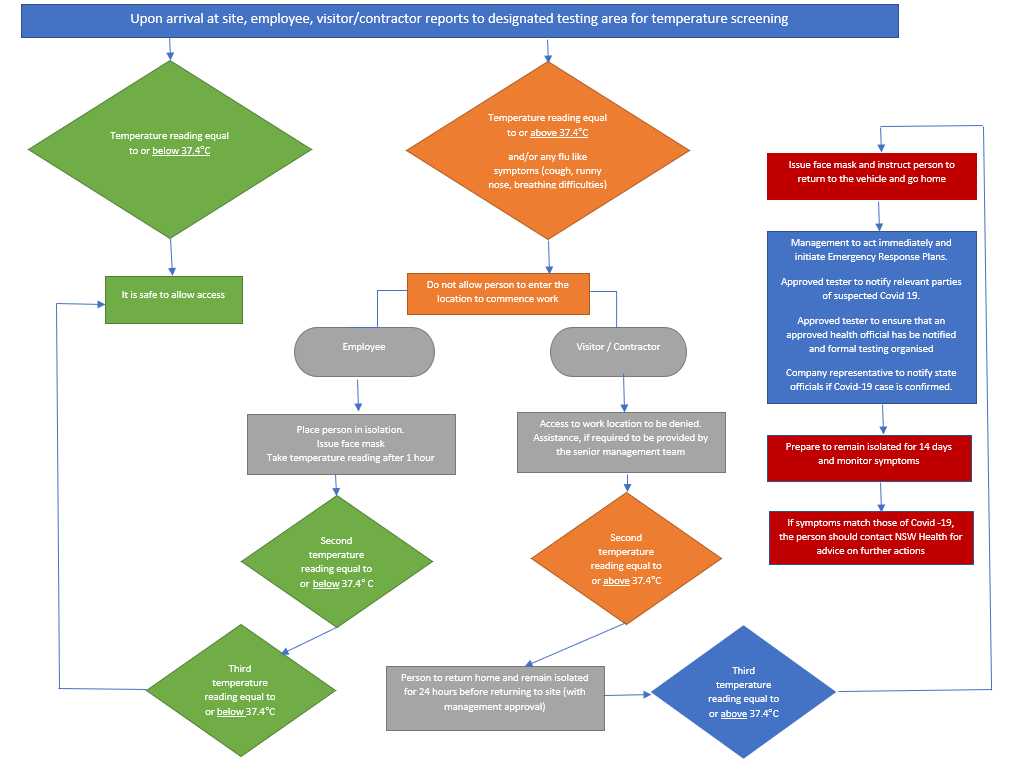 Upon arrival at site, employee, visitor/contractor reports to designated testing area for temperature screening
Temperature reading equal
to or below 37.4°C
Temperature reading equal
to or above 37.4°C
and/or any flu like
symptoms (cough, runny
nose, breathing difficulties)
It is safe to allow access
Do not allow person to enter the
location to commence work
Employee
Visitor / Contractor
Place person in isolation.
Issue face mask
Take temperature reading after 1 hour
Access to work location to be denied.
Assistance, if required to be provided by
the senior management team
Second
temperature
reading equal to
or below 37.4° C
Second
temperature
reading equal to
or above 37.4°C
Third
temperature
reading equal to
or below 37.4°C
Person to return home and remain isolated
for 24 hours before returning to site (with
management approval)
Third
temperature
reading equal to
or above 37.4°C
Issue face mask and instruct person to
return to the vehicle and go home
Management to act immediately and
initiate Emergency Response Plans.
Approved tester to notify relevant parties
of suspected Covid 19.
Approved tester to ensure that an
approved health official has be notified
and formal testing organised
Company representative to notify state
officials if Covid-19 case is confirmed.
Prepare to remain isolated for 14 days
and monitor symptoms
If symptoms match those of Covid -19,
the person should contact NSW Health for
advice on further actions